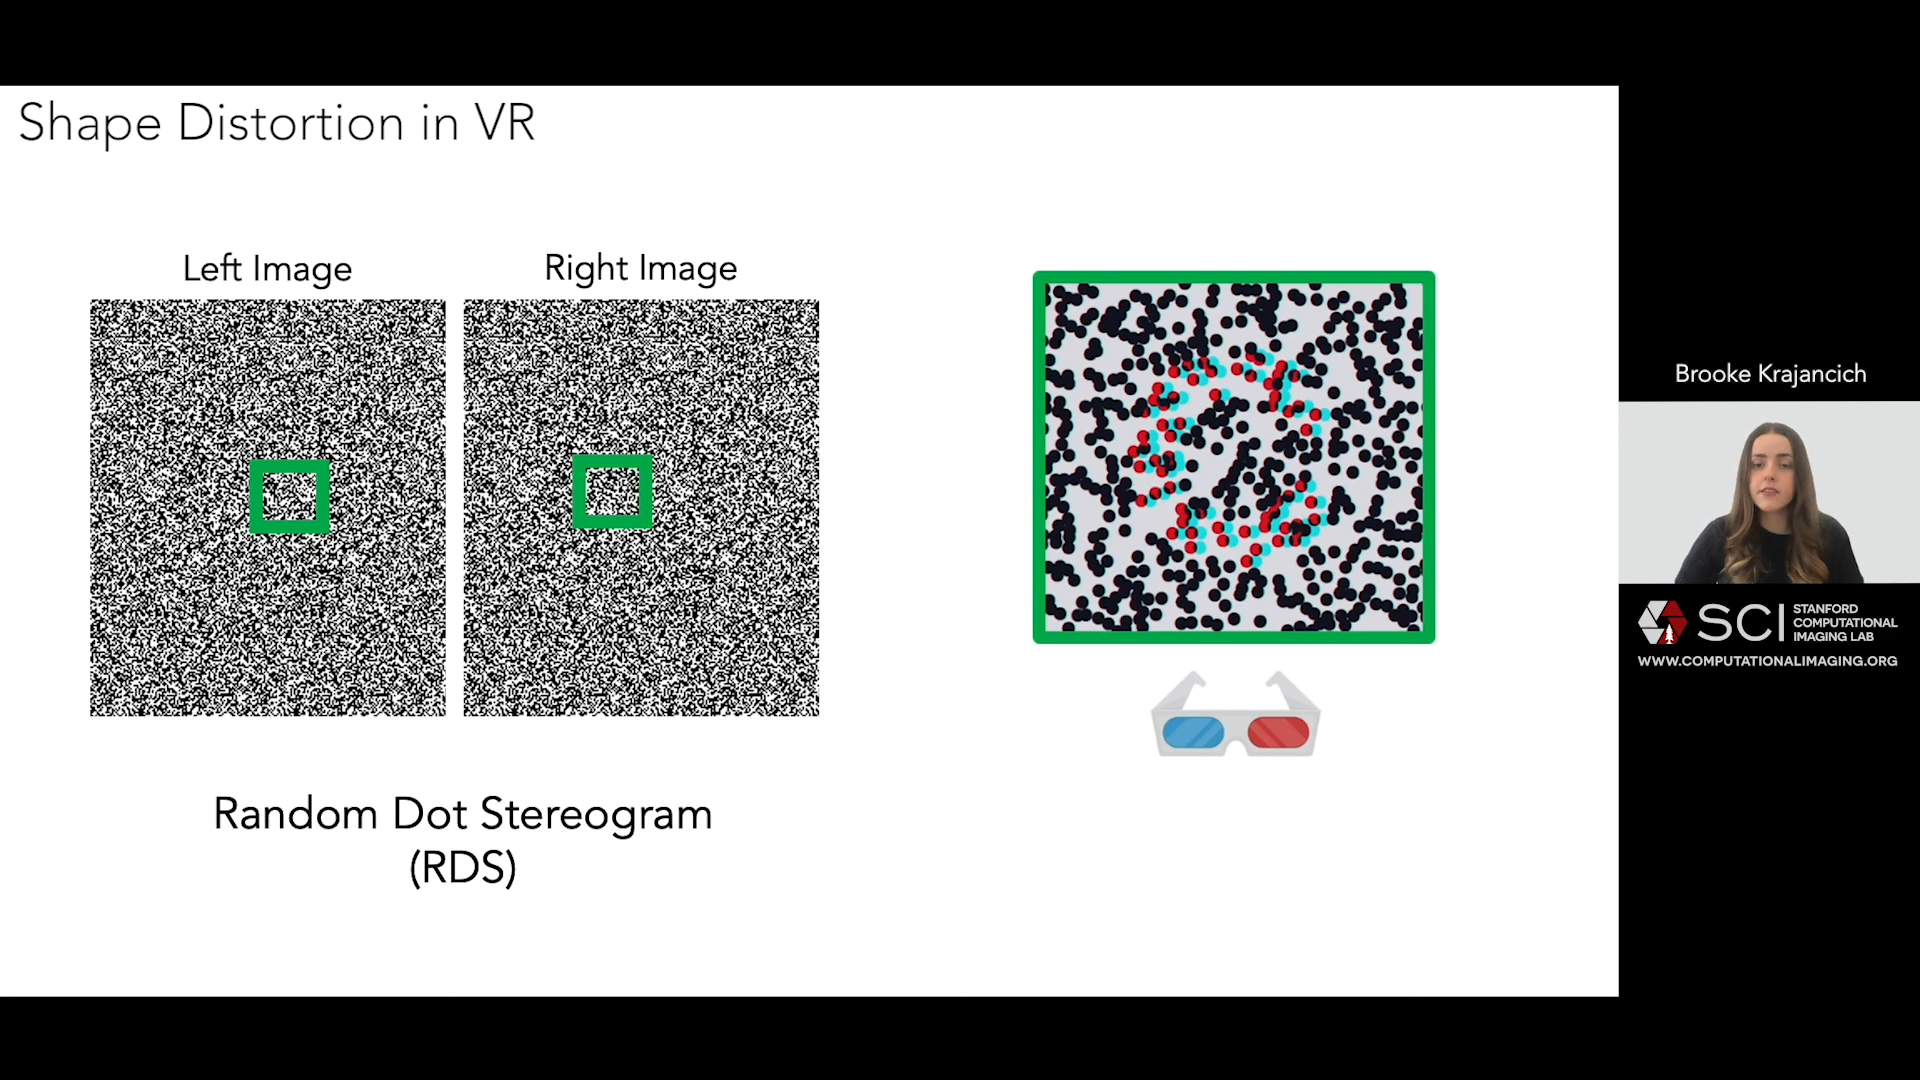 Shape Distortion in VR
Left Image
Right Image
Random Dot Stereogram
(RDS)
Brooke Krajancich
SCI
STANFORD
COMPUTATIONAL
IMAGING LAB
WWW.COMPUTATIONALIMAGING.ORG